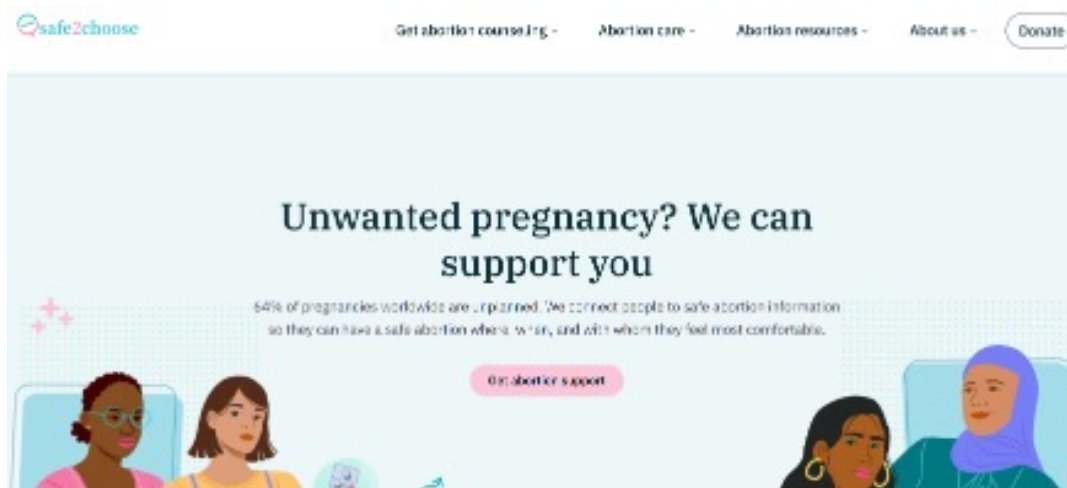 safe2choose
Get abortion counseling
Abortion care
Abortion resources
About us
Donate
Unwanted pregnancy? We can
support you
64% of pregnancies worldwide are unplanned. We connect people to safe abortion information
so they can have a safe abortion where, when, and with whom they feel most comfortable.
Get abortion support